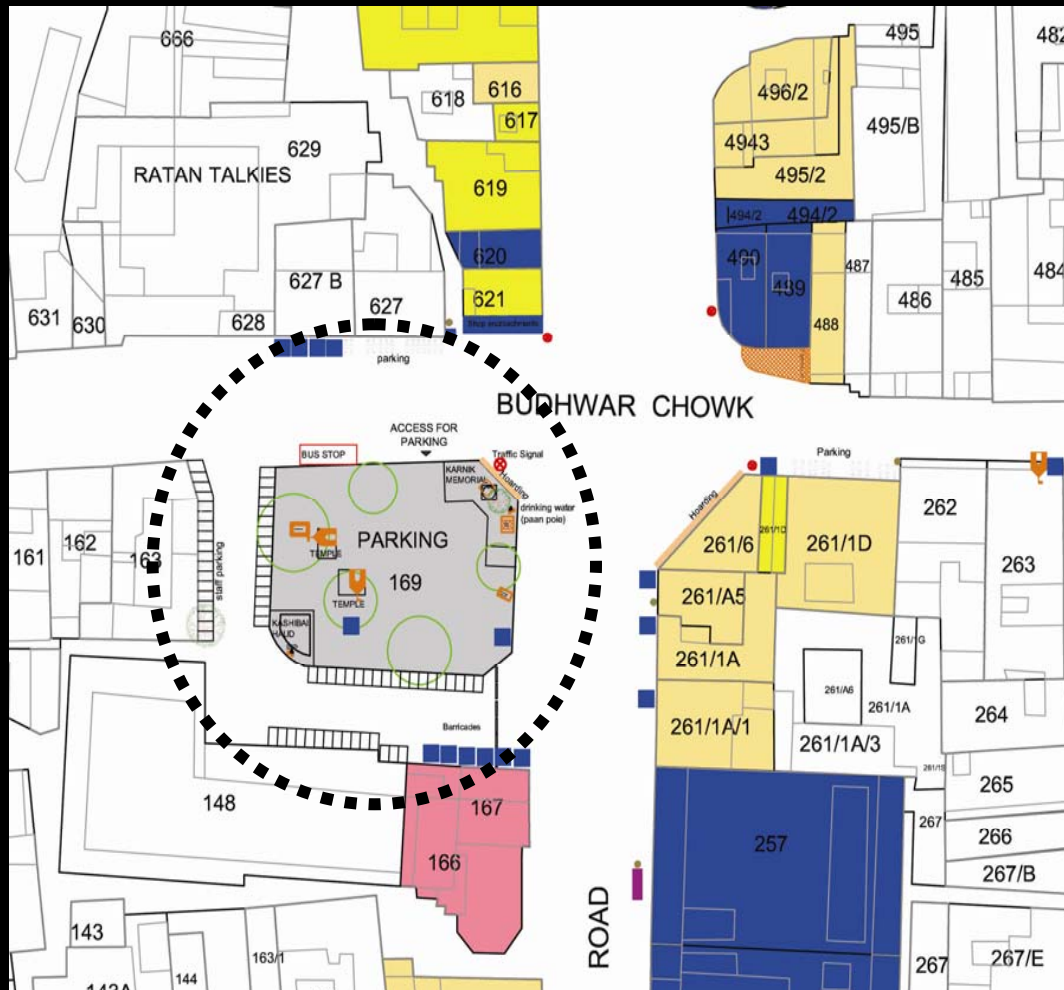 666
618
616
617
629
RATAN TALKIES
619
620
627 B
627
621
631
630
628
Shop encroachments
parking
495
482
496/2
495/B
4943
495/2
494/2
494/2
490
489
487
488
486
485
484
BUDHWAR CHOWK
ACCESS FOR
PARKING
BUS STOP
Traffic Signal
KARNIK
MEMORIAL
Hoarding
drinking water
(paan poie)
PARKING
TEMPLE
169
TEMPLE
KASHIBAI
HAUD
161
162
163
staff parking
Barricades
148
167
166
143
144
163/1
143A
Parking
Hoarding
261/6
261/1D
261/1D
262
263
261/A5
261/1A
261/1G
261/A6
261/1A
264
261/1A/1
261/1A/3
265
267
266
267/B
257
ROAD
267
267/E